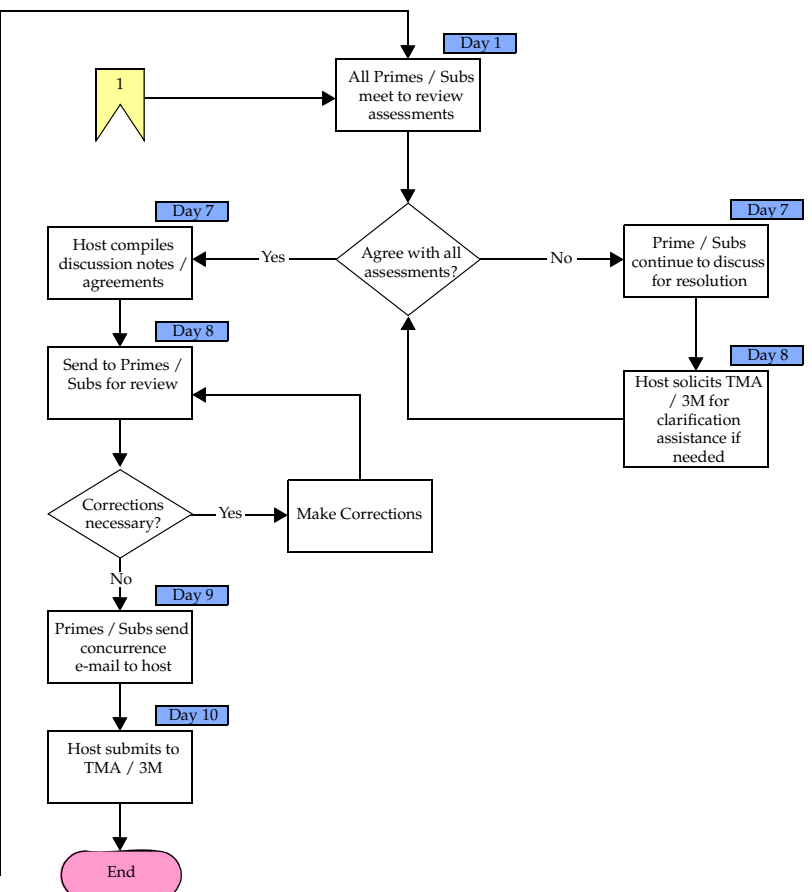 Day 1
1
All Primes / Subs
meet to review
assessments
Day 7
Host compiles
discussion notes /
agreements
Yes
Agree with all
assessments?
No
Day 7
Prime / Subs
continue to discuss
for resolution
Day 8
Send to Primes /
Subs for review
Day 8
Host solicits TMA
/ 3M for
clarification
assistance if
needed
Corrections
necessary?
Yes
Make Corrections
No
Day 9
Primes / Subs send
concurrence
e-mail to host
Day 10
Host submits to
TMA / 3M
End